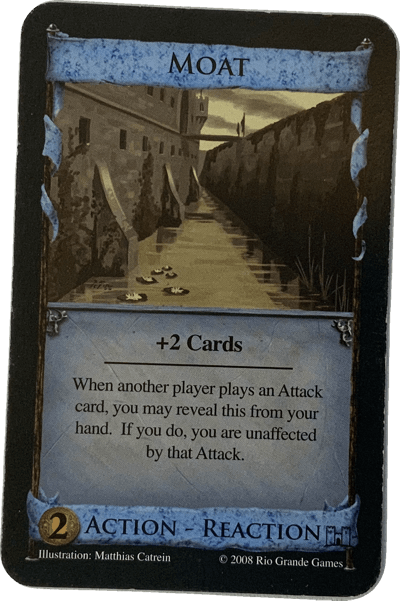 MOAT
+2 Cards
When another player plays an Attack
card, you may reveal this from your
hand. If you do, you are unaffected
by that Attack.
2 ACTION – REACTION
Illustration: Matthias Catrein © 2008 Rio Grande Games